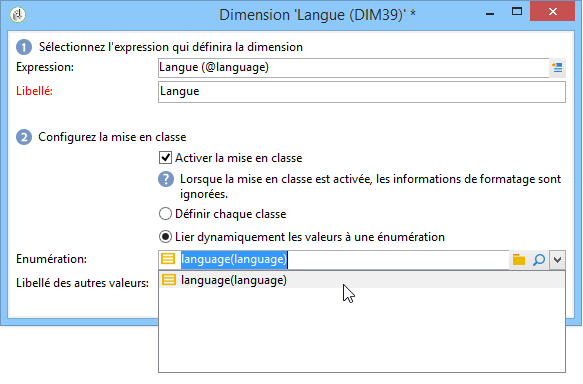 Dimension 'Langue (DIM39)' *
1 Sélectionnez l'expression qui définira la dimension
Expression: Langue (@language)
Libellé: Langue
2 Configurez la mise en classe
Activer la mise en classe
? Lorsque la mise en classe est activée, les informations de formatage sont
ignorées.
Définir chaque classe
Lier dynamiquement les valeurs à une énumération
Enumération: language(language)
language(language)
Libellé des autres valeurs: